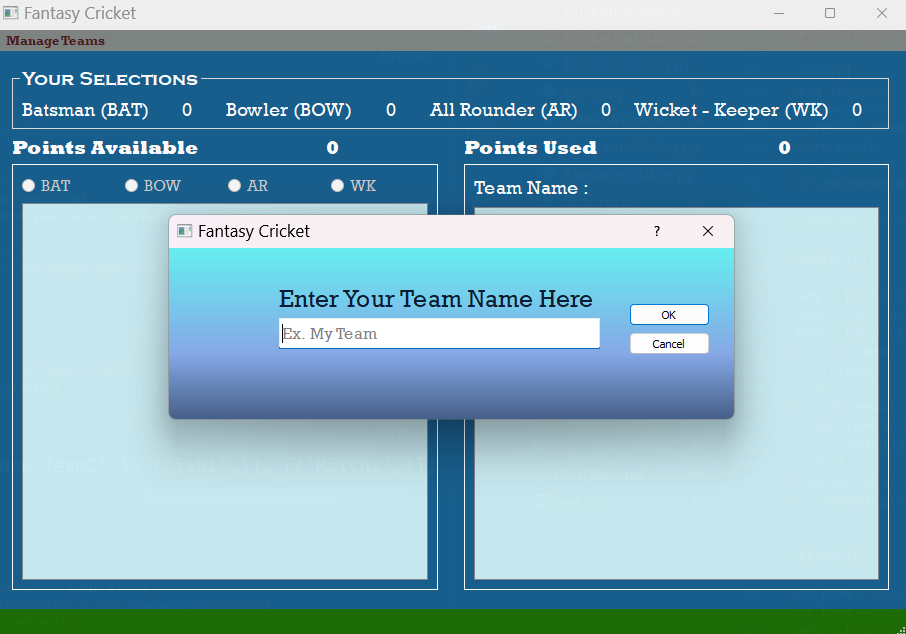 Fantasy Cricket
Manage Teams
Your Selections
Batsman (BAT) 0 Bowler (BOW) 0 All Rounder (AR) 0 Wicket - Keeper (WK) 0
Points Available 0 Points Used 0
BAT BOW AR WK
Team Name :
Fantasy Cricket ?
Enter Your Team Name Here
Ex. My Team
OK
Cancel